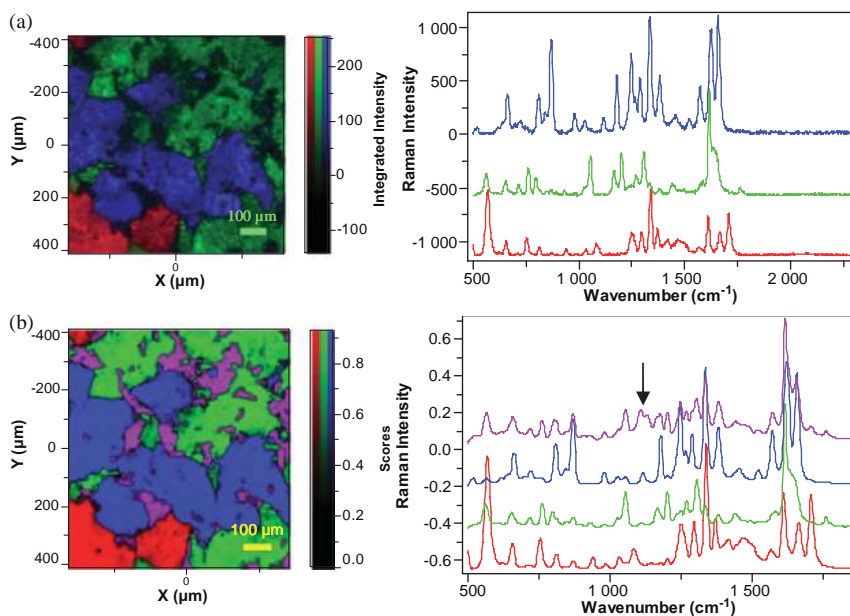 (a)
-400
-200
0
200
400
Y (µm)
0
X (µm)
100 µm
200
100
0
-100
Integrated Intensity
1 000
500
0
-500
-1 000
Raman Intensity
500 1 000 1 500 2 000
Wavenumber (cm-1)
(b)
-400
-200
0
200
400
Y (µm)
0
X (µm)
100 µm
0.8
0.6
0.4
0.2
0.0
Scores
0.6
0.4
0.2
-0.0
-0.2
-0.4
-0.6
Raman Intensity
500 1 000 1 500
Wavenumber (cm-1)